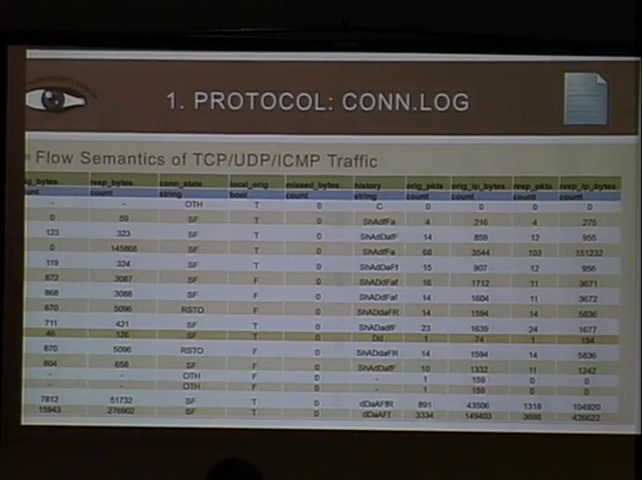 1. PROTOCOL: CONN.LOG
Flow Semantics of TCP/UDP/ICMP Traffic
resp_bytes conn_state local_orig missed_bytes history orig_pkts orig_ip_bytes resp_pkts resp_ip_bytes
count string bool count string count count count count
- - OTH T 0 C 0 0 0 0
0 59 SF T 0 ShAdfFa 4 216 4 275
123 323 SF T 0 ShAdDafF 14 859 12 955
0 145868 SF T 0 ShAdfFa 68 3544 103 151232
119 324 SF T 0 ShAdDaFf 15 907 12 956
872 3087 SF F 0 ShADdFaf 16 1712 11 3671
868 3088 SF F 0 ShADdFaf 14 1604 11 3672
870 5096 RSTO F 0 ShADdaFR 14 1594 14 5836
711 421 SF T 0 ShADadfF 23 1639 24 1677
46 126 SF T 0 Dd 1 74 1 154
870 5096 RSTO F 0 ShADdaFR 14 1594 14 5836
804 658 SF F 0 ShAdDafF 10 1332 11 1242
- - OTH F 0 - 1 159 0 0
- - OTH F 0 - 1 159 0 0
7812 51732 SF T 0 dDaAFfR 891 43506 1318 104920
15943 276902 SF T 0 dDaAFf 3334 149403 3698 426622